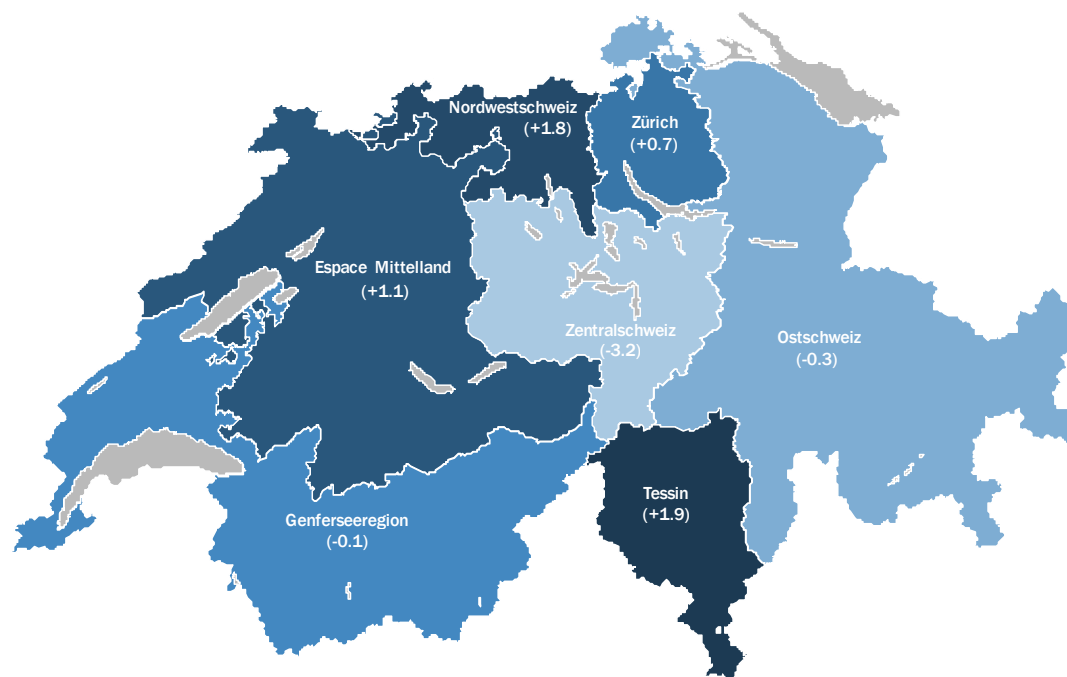 Nordwestschweiz
(+1.8)
Zürich
(+0.7)
Espace Mittelland
(+1.1)
Zentralschweiz
(-3.2)
Ostschweiz
(-0.3)
Tessin
(+1.9)
Genferseeregion
(-0.1)